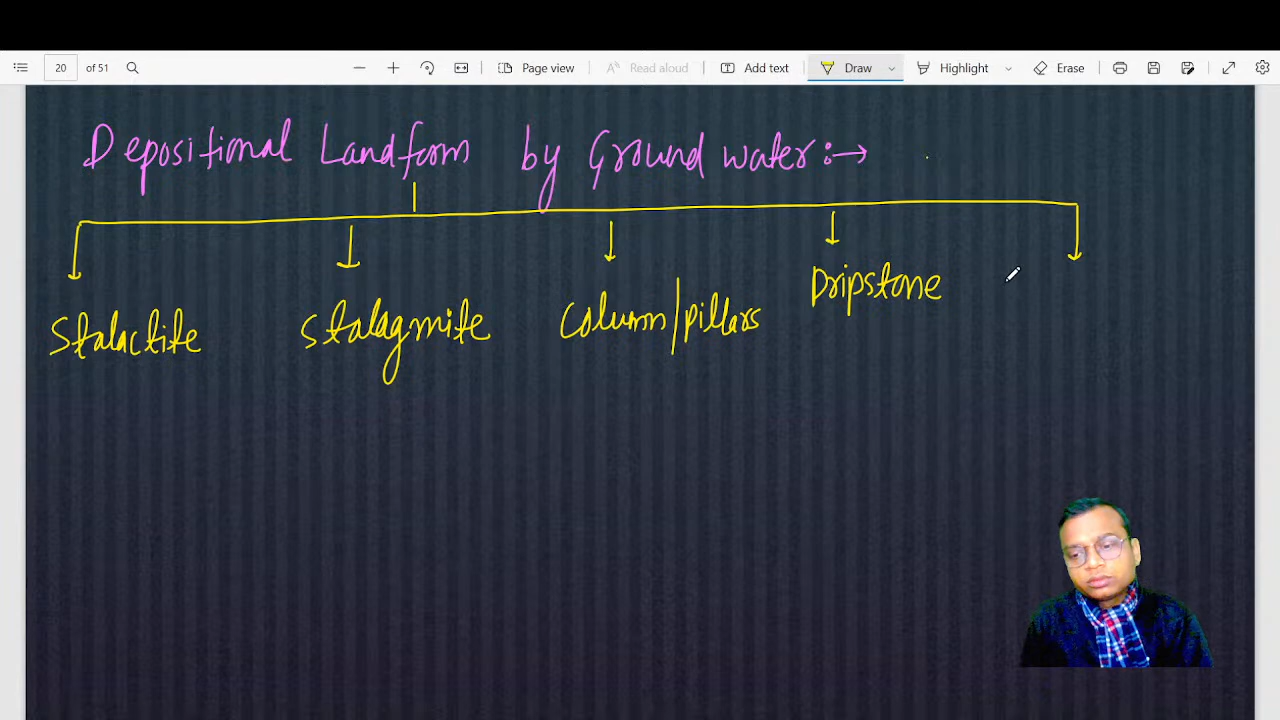 20 of 51 Page view Read aloud Add text Draw Highlight Erase
Depositional Landform by Ground water :→
Stalactite Stalagmite Column/pillars Dripstone